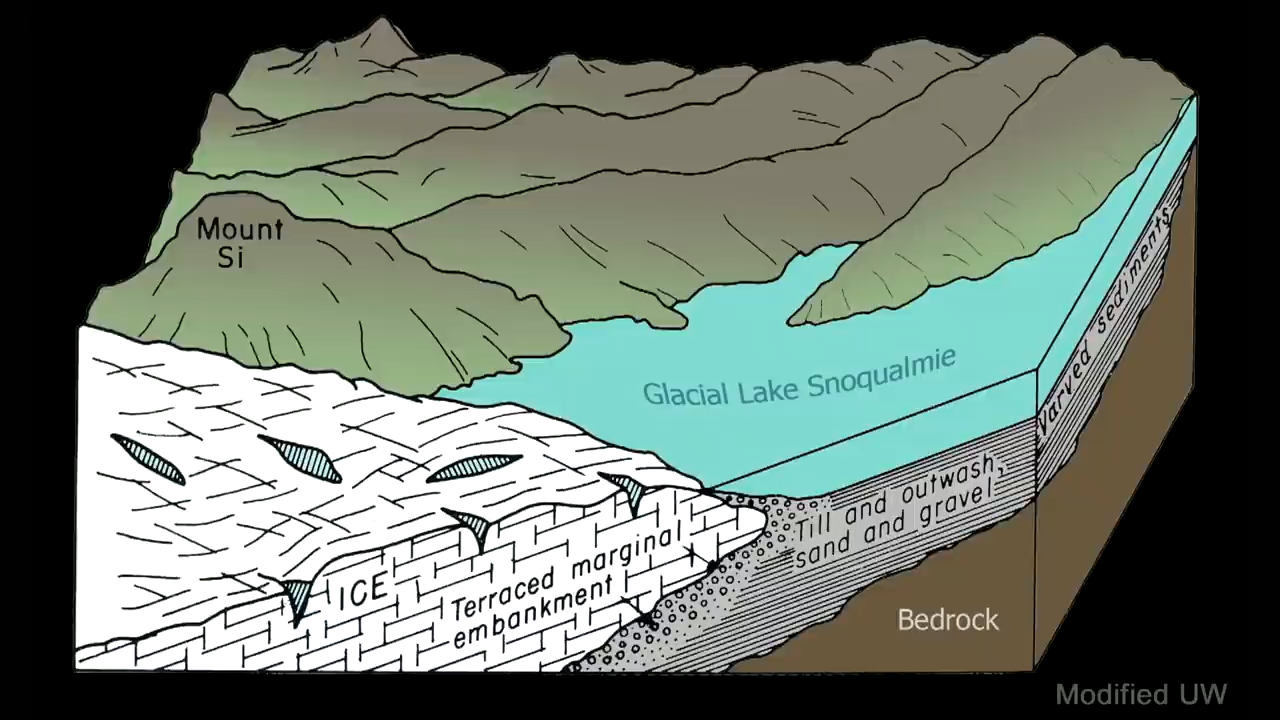 Mount
Si
Glacial Lake Snoqualmie
Varved sediments
Till and outwash,
sand and gravel
Terraced marginal
embankment
ICE
Bedrock
Modified UW